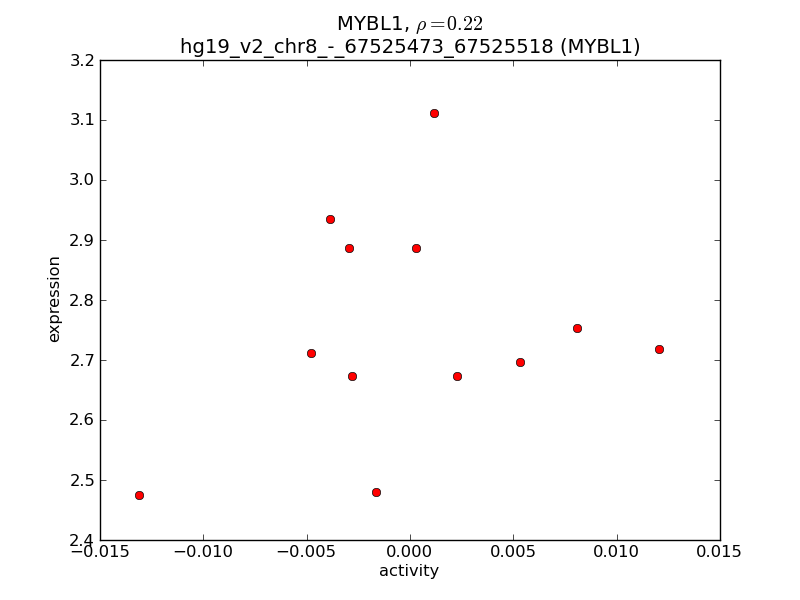 MYBL1, ρ = 0.22
hg19_v2_chr8_-_67525473_67525518 (MYBL1)
3.2
3.1
3.0
2.9
2.8
2.7
2.6
2.5
2.4
expression
−0.015 −0.010 −0.005 0.000 0.005 0.010 0.015
activity